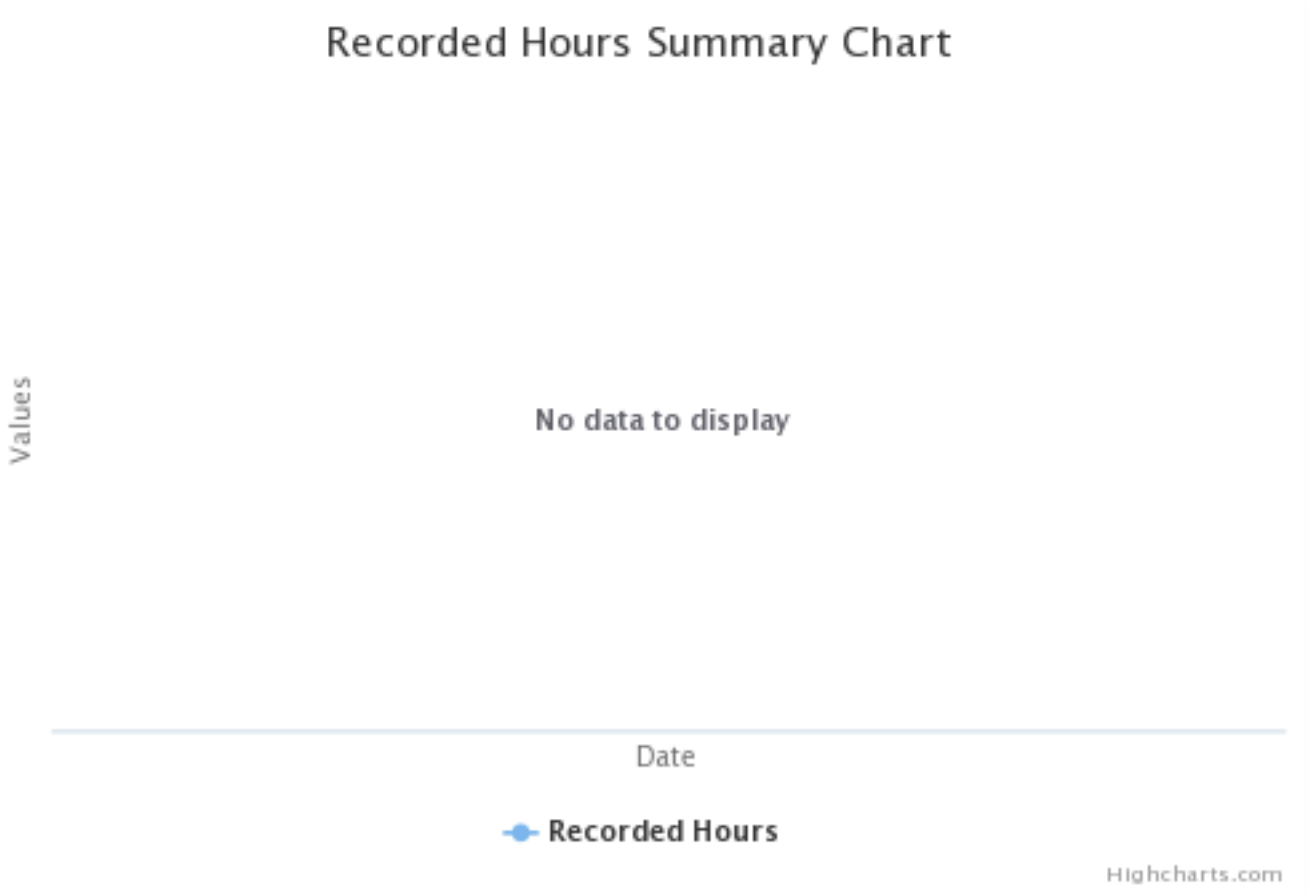 Recorded Hours Summary Chart
Values
No data to display
Date
Recorded Hours
Highcharts.com